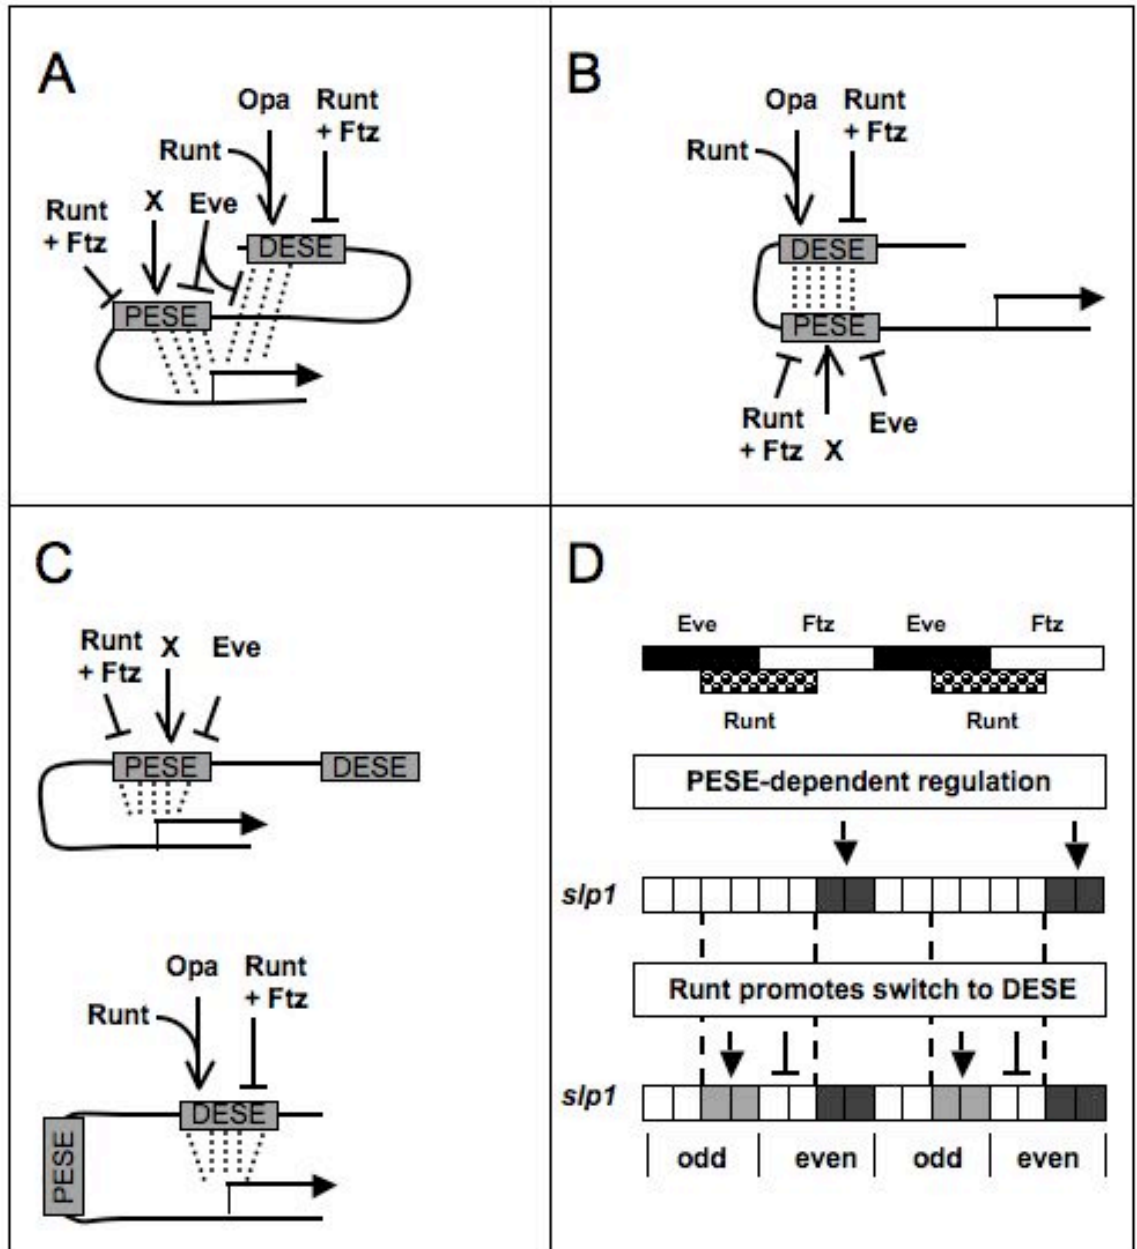 A
Opa Runt
+ Ftz
Runt
X Eve
Runt
+ Ftz
DESE
PESE
B
Opa Runt
+ Ftz
Runt
DESE
PESE
Runt
+ Ftz X Eve
C
Runt
+ Ftz X Eve
PESE DESE
Opa Runt
+ Ftz
Runt
DESE
PESE
D
Eve Ftz Eve Ftz
Runt Runt
PESE-dependent regulation
slp1
Runt promotes switch to DESE
slp1
odd even odd even